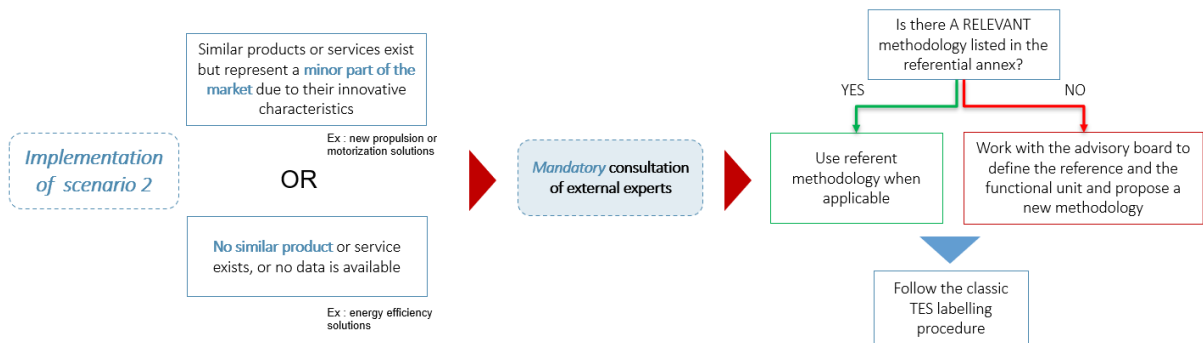 Implementation
of scenario 2
Similar products or services exist
but represent a minor part of the
market due to their innovative
characteristics
Ex : new propulsion or
motorization solutions
OR
No similar product or service
exists, or no data is available
Ex : energy efficiency
solutions
Mandatory consultation
of external experts
Is there A RELEVANT
methodology listed in the
referential annex?
YES
NO
Use referent
methodology when
applicable
Work with the advisory board to
define the reference and the
functional unit and propose a
new methodology
Follow the classic
TES labelling
procedure